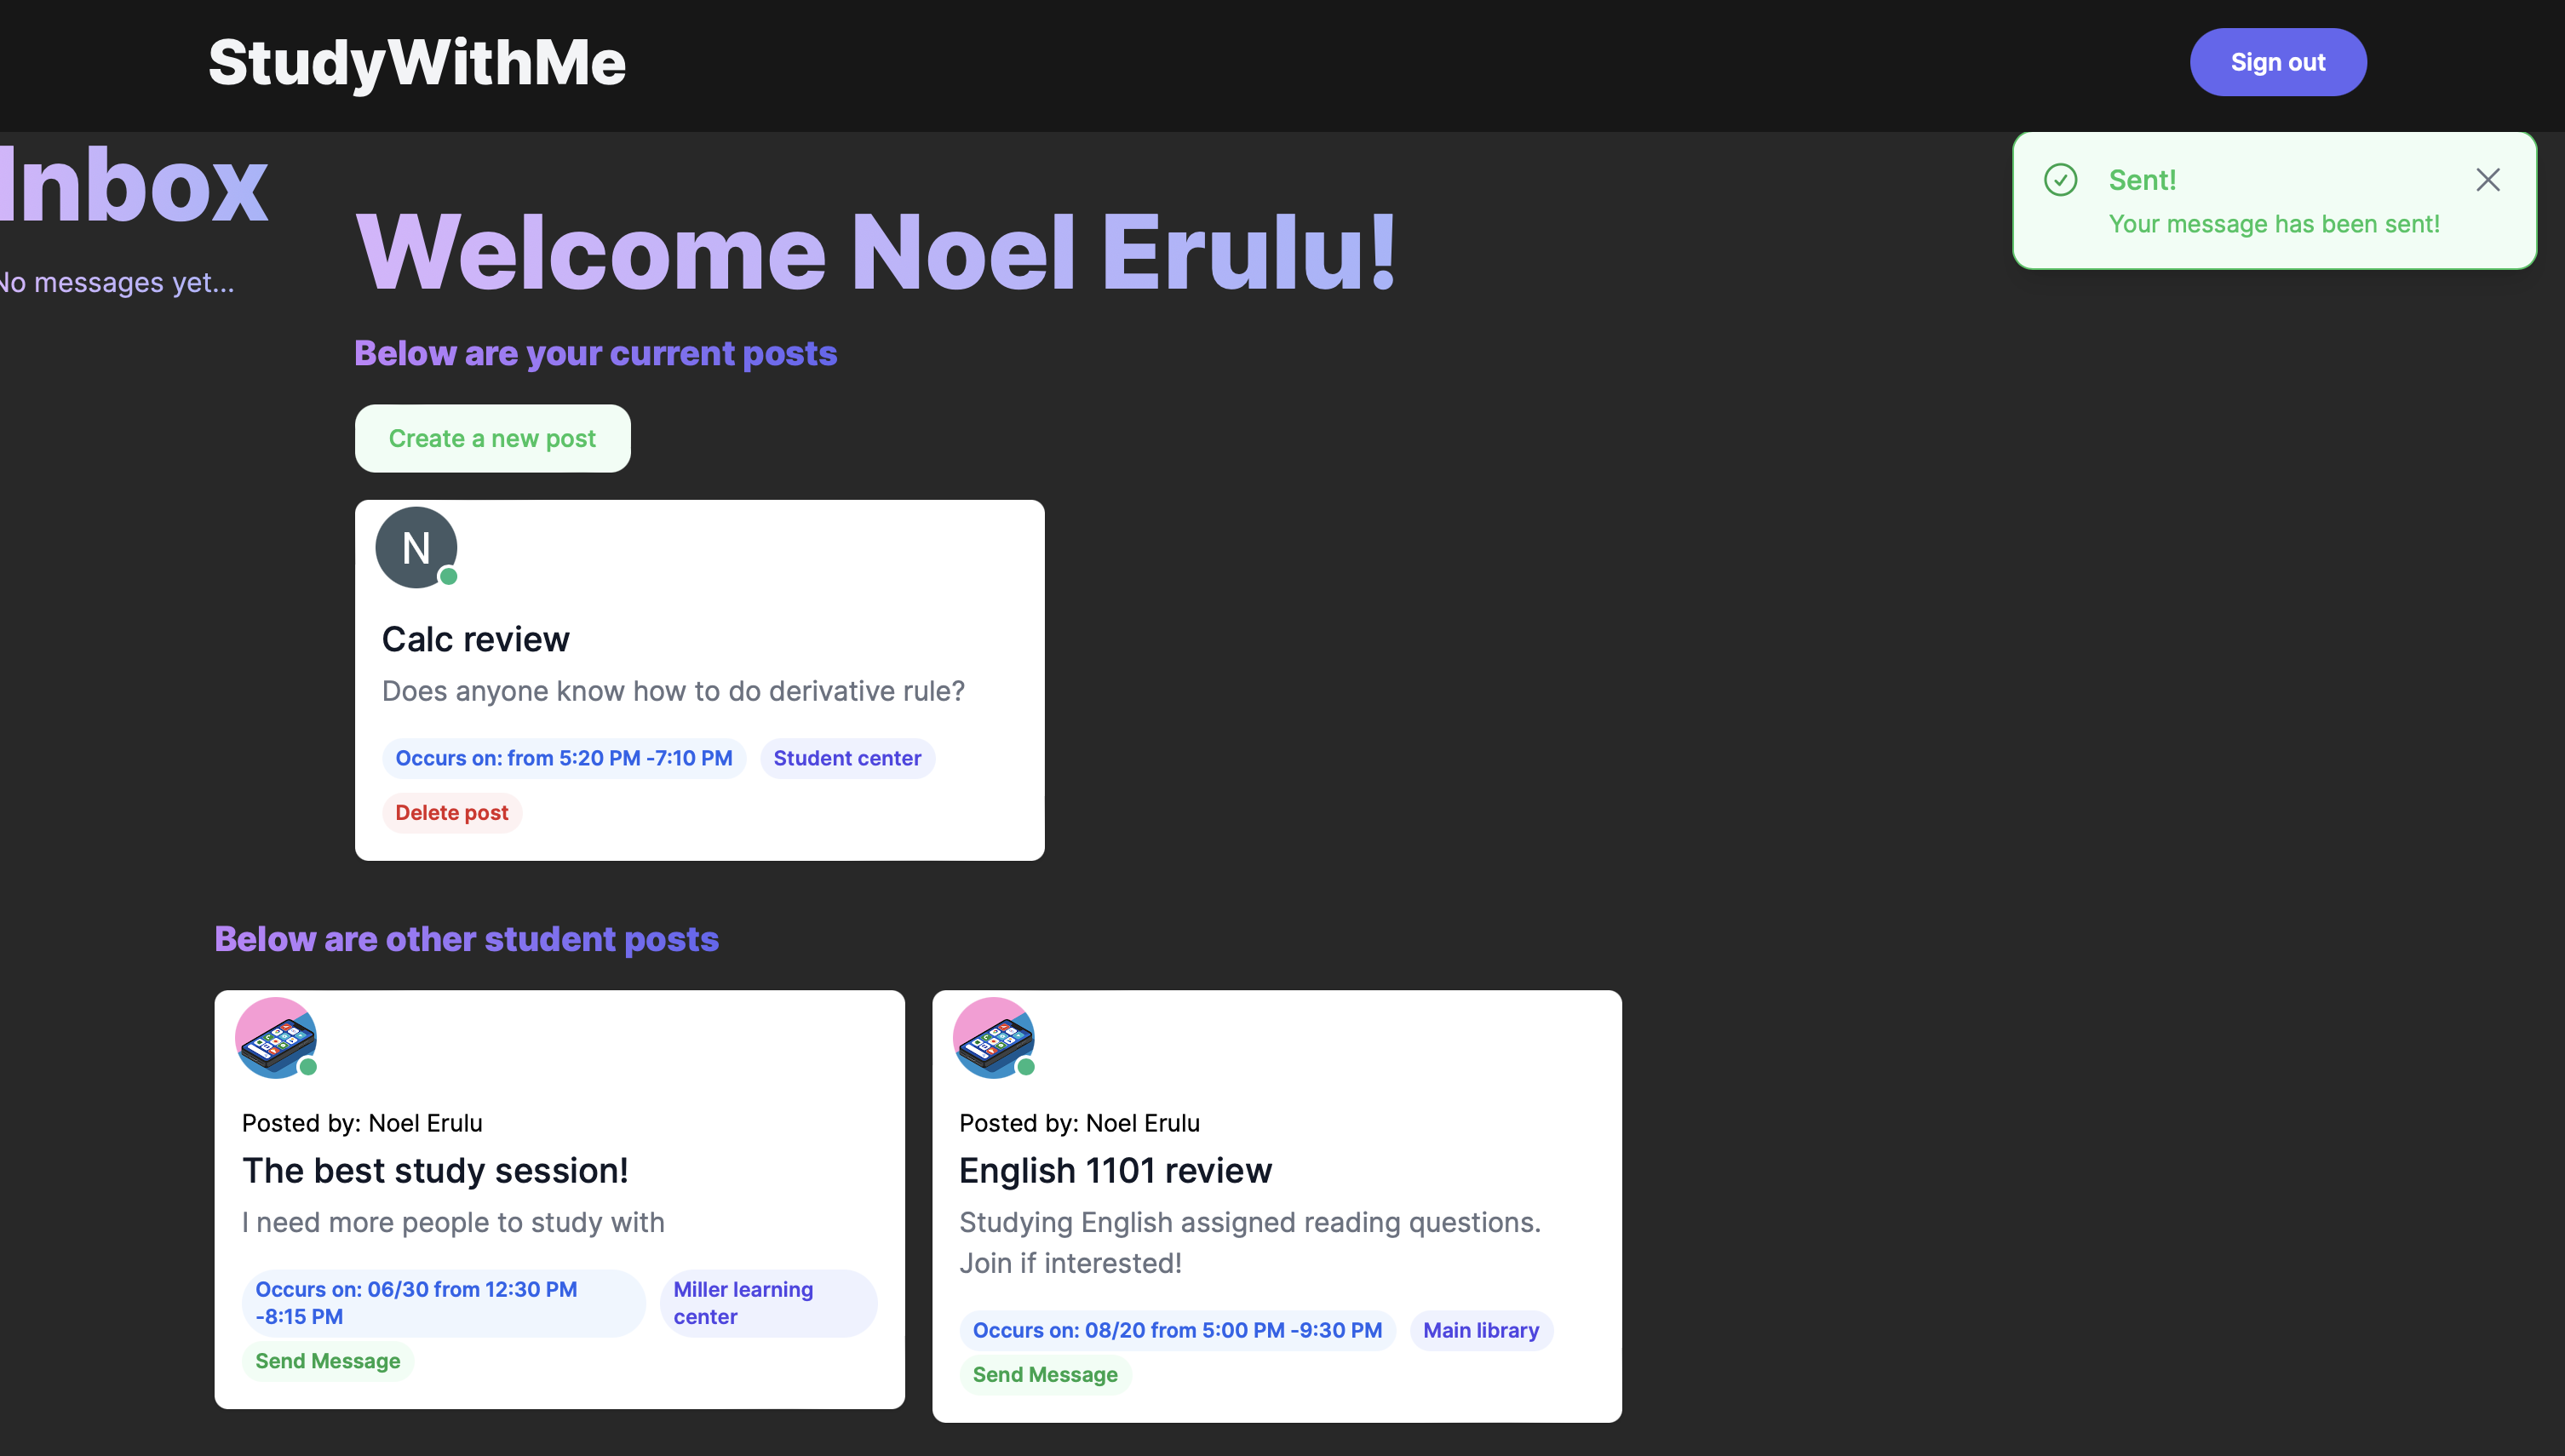 StudyWithMe
Sign out
Inbox
No messages yet...
Sent!
Your message has been sent!
Welcome Noel Erulu!
Below are your current posts
Create a new post
N
Calc review
Does anyone know how to do derivative rule?
Occurs on: from 5:20 PM -7:10 PM
Student center
Delete post
Below are other student posts
Posted by: Noel Erulu
The best study session!
I need more people to study with
Occurs on: 06/30 from 12:30 PM
-8:15 PM
Miller learning
center
Send Message
Posted by: Noel Erulu
English 1101 review
Studying English assigned reading questions.
Join if interested!
Occurs on: 08/20 from 5:00 PM -9:30 PM
Main library
Send Message